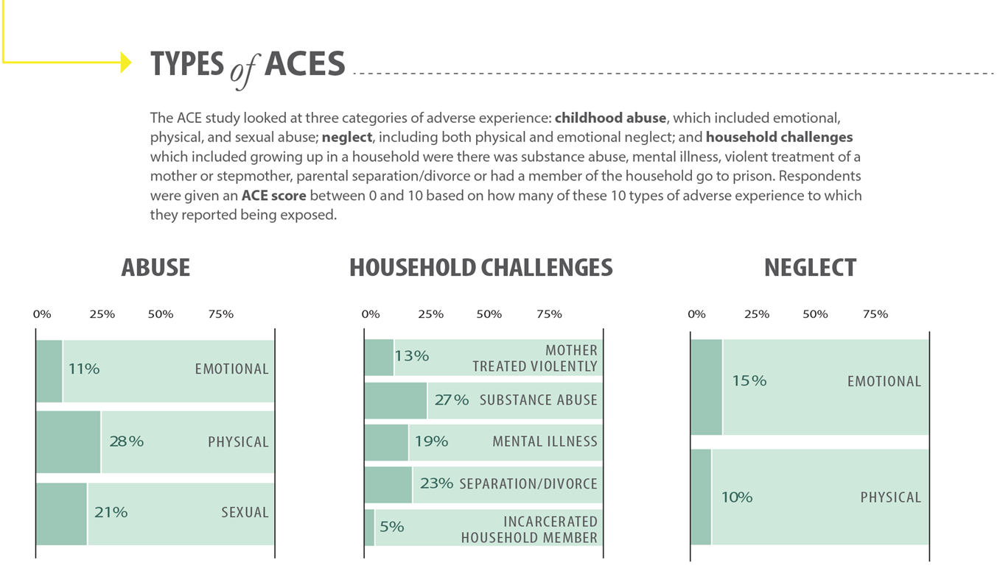 TYPES of ACES
The ACE study looked at three categories of adverse experience: childhood abuse, which included emotional,
physical, and sexual abuse; neglect, including both physical and emotional neglect; and household challenges
which included growing up in a household were there was substance abuse, mental illness, violent treatment of a
mother or stepmother, parental separation/divorce or had a member of the household go to prison. Respondents
were given an ACE score between 0 and 10 based on how many of these 10 types of adverse experience to which
they reported being exposed.
ABUSE
0% 25% 50% 75%
11% EMOTIONAL
28% PHYSICAL
21% SEXUAL
HOUSEHOLD CHALLENGES
0% 25% 50% 75%
13% MOTHER
TREATED VIOLENTLY
27% SUBSTANCE ABUSE
19% MENTAL ILLNESS
23% SEPARATION/DIVORCE
5% INCARCERATED
HOUSEHOLD MEMBER
NEGLECT
0% 25% 50% 75%
15% EMOTIONAL
10% PHYSICAL